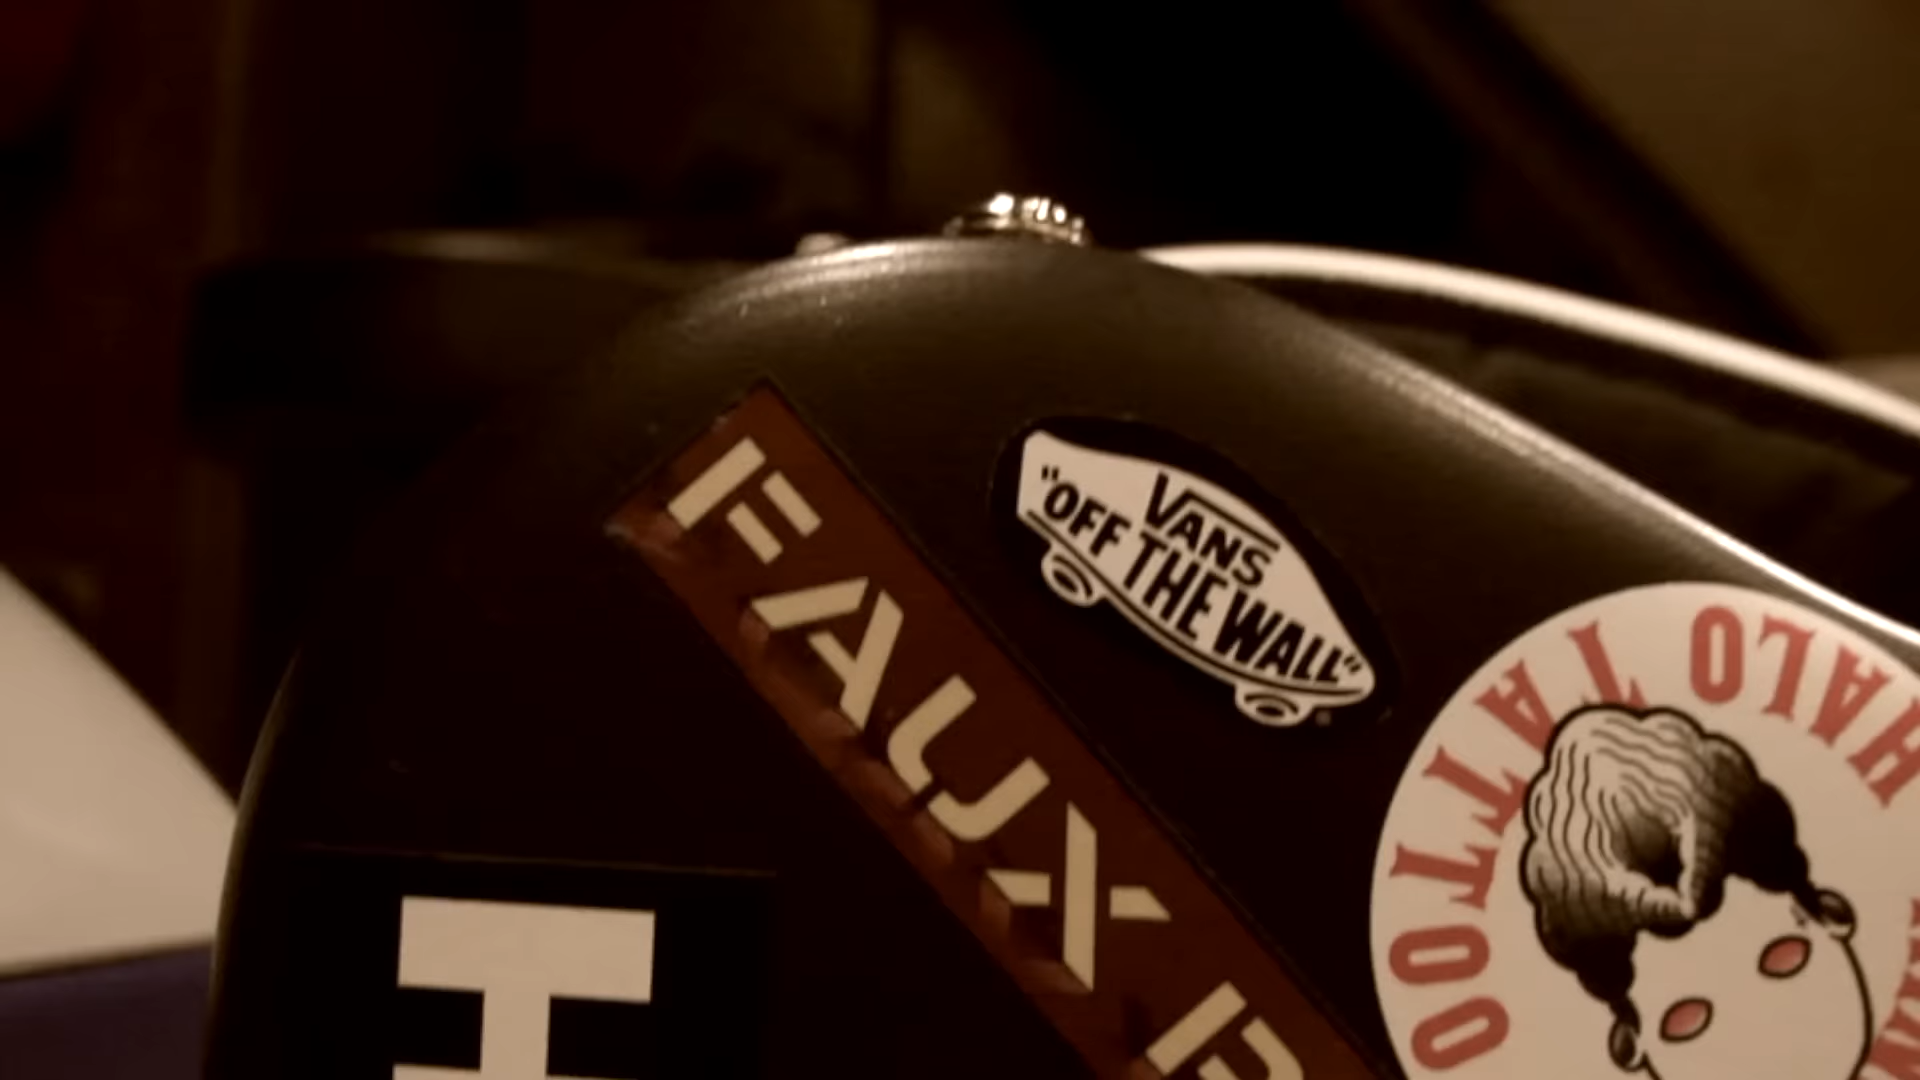 FAUX
VANS
"OFF THE WALL"
HALO TATTOO